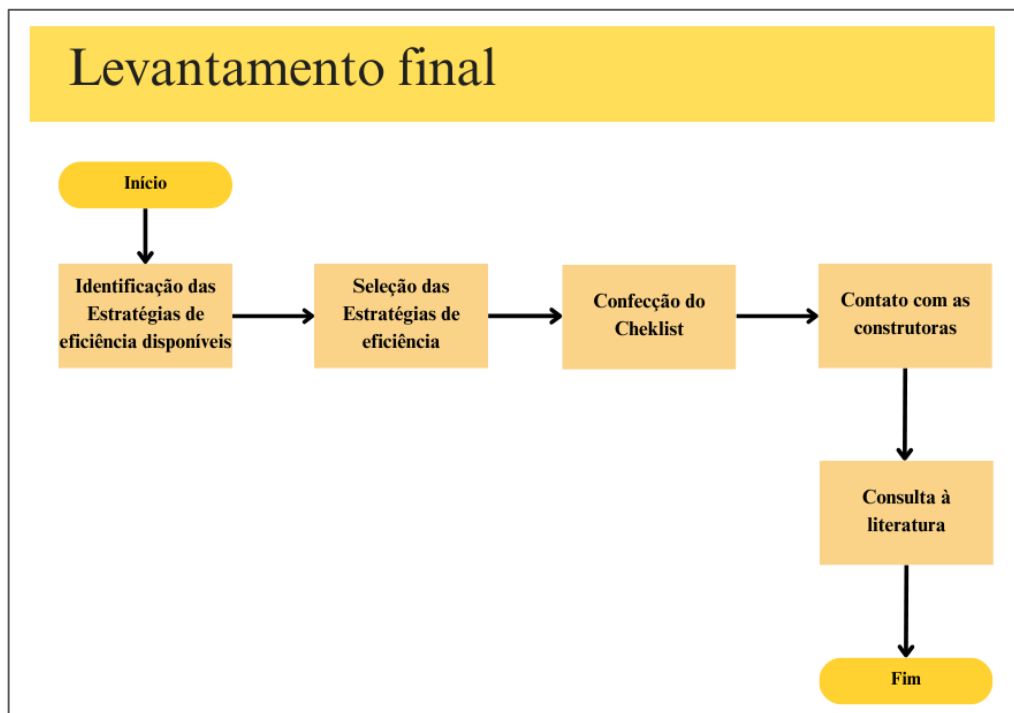 Levantamento final
Início
Identificação das
Estratégias de
eficiência disponíveis
Seleção das
Estratégias de
eficiência
Confecção do
Cheklist
Contato com as
construtoras
Consulta à
literatura
Fim